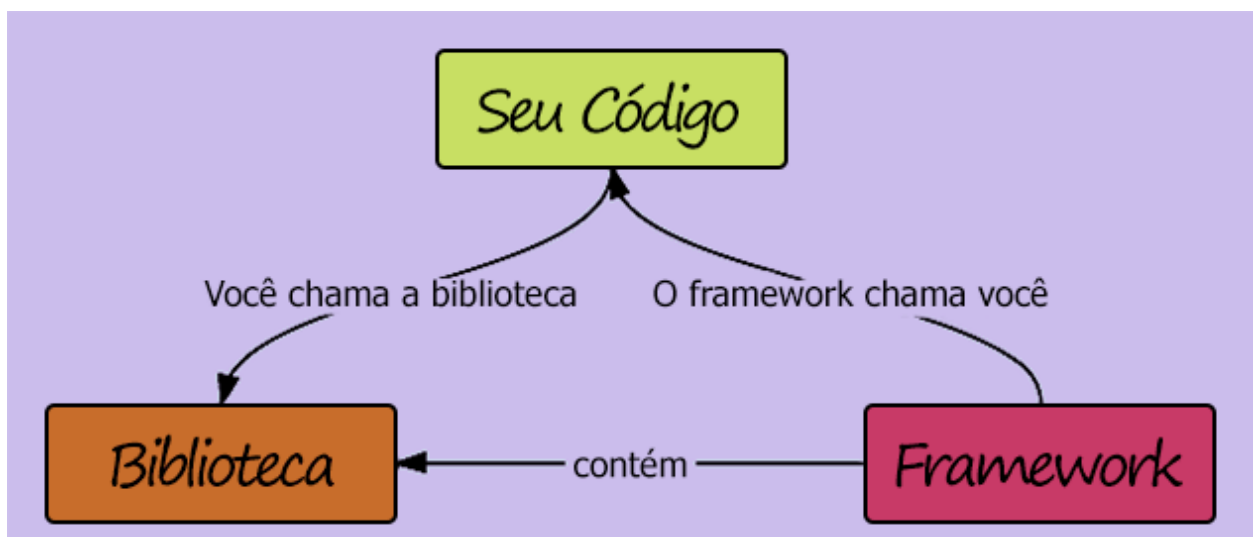 Seu Código
Você chama a biblioteca
O framework chama você
Biblioteca
contém
Framework